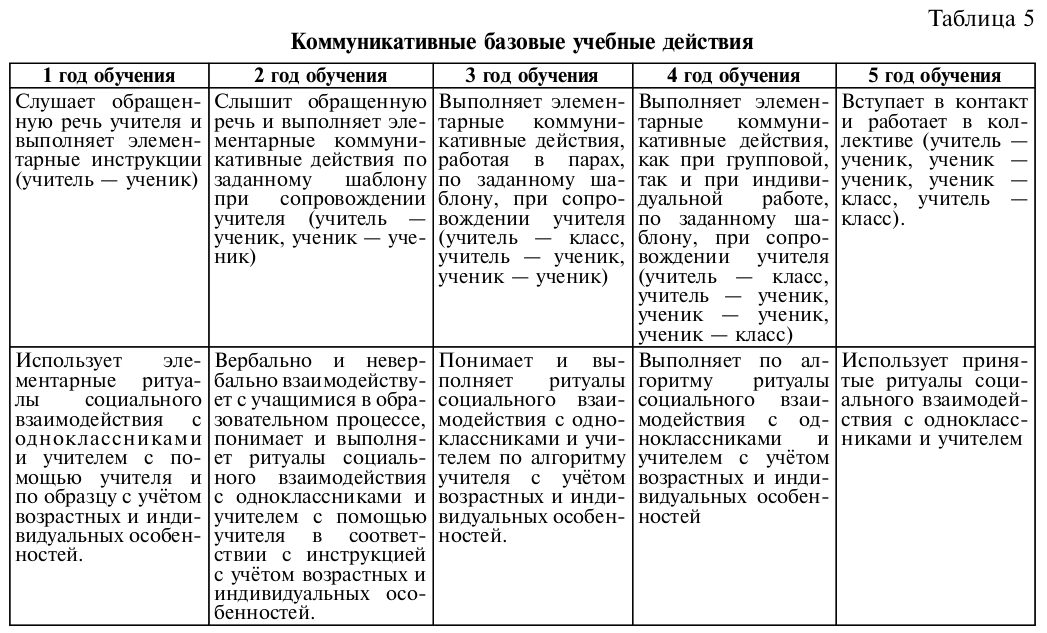 Таблица 5
Коммуникативные базовые учебные действия
1 год обучения
2 год обучения
3 год обучения
4 год обучения
5 год обучения
Слушает обращен-
ную речь учителя и
выполняет элемен-
тарные инструкции
(учитель — ученик)
Слышит обращенную
речь и выполняет эле-
ментарные коммуни-
кативные действия по
заданному шаблону
при сопровождении
учителя (учитель —
ученик, ученик — уче-
ник)
Выполняет элемен-
тарные коммуни-
кативные действия,
работая в парах,
по заданному ша-
блону, при сопро-
вождении учителя
(учитель — класс,
учитель — ученик,
ученик — ученик)
Выполняет элемен-
тарные коммуни-
кативные действия,
как при групповой,
так и при индиви-
дуальной работе,
по заданному ша-
блону, при сопро-
вождении учителя
(учитель — класс,
учитель — ученик,
ученик — ученик,
ученик — класс)
Вступает в контакт
и работает в кол-
лективе (учитель —
ученик, ученик —
ученик, ученик —
класс, учитель —
класс).
Использует эле-
ментарные ритуа-
лы социального
взаимодействия с
одноклассниками
и учителем с по-
мощью учителя и
по образцу с учётом
возрастных и инди-
видуальных особен-
ностей.
Вербально и невер-
бально взаимодейству-
ет с учащимися в обра-
зовательном процессе,
понимает и выполня-
ет ритуалы социаль-
ного взаимодействия
с одноклассниками и
учителем с помощью
учителя в соответ-
ствии с инструкцией
с учётом возрастных и
индивидуальных осо-
бенностей.
Понимает и вы-
полняет ритуалы
социального взаи-
модействия с одно-
классниками и учи-
телем по алгоритму
учителя с учётом
возрастных и инди-
видуальных особен-
ностей.
Выполняет по ал-
горитму ритуалы
социального взаи-
модействия с од-
ноклассниками и
учителем с учётом
возрастных и инди-
видуальных особен-
ностей
Использует приня-
тые ритуалы соци-
ального взаимодей-
ствия с однокласс-
никами и учителем